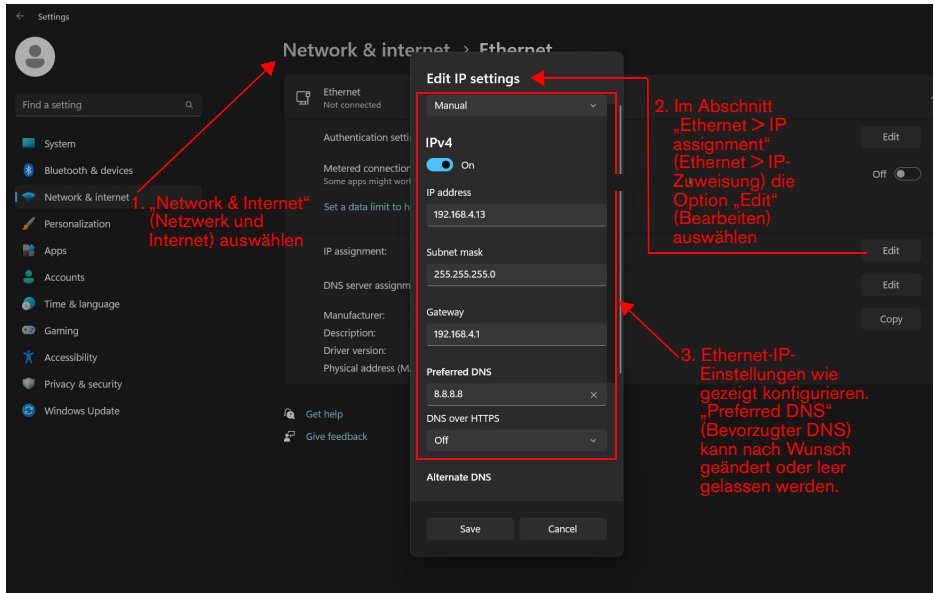 Settings
Network & internet > Ethernet
Find a setting
System
Bluetooth & devices
Network & internet
Personalization
Apps
Accounts
Time & language
Gaming
Accessibility
Privacy & security
Windows Update
1. „Network & Internet“
(Netzwerk und
Internet) auswählen
Ethernet
Not connected
Authentication setti
Edit
Metered connection
Some apps might wor
Off
Set a data limit to h
IP assignment:
Edit
DNS server assignm
Edit
Manufacturer:
Copy
Description:
Driver version:
Physical address (MA
Get help
Give feedback
Edit IP settings
Manual
IPv4
On
IP address
192.168.4.13
Subnet mask
255.255.255.0
Gateway
192.168.4.1
Preferred DNS
8.8.8.8
DNS over HTTPS
Off
Alternate DNS
Save
Cancel
2. Im Abschnitt
„Ethernet > IP
assignment“
(Ethernet > IP-
Zuweisung) die
Option „Edit“
(Bearbeiten)
auswählen
3. Ethernet-IP-
Einstellungen wie
gezeigt konfigurieren.
„Preferred DNS“
(Bevorzugter DNS)
kann nach Wunsch
geändert oder leer
gelassen werden.